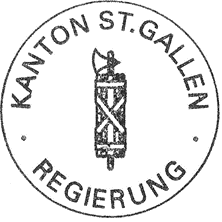 KANTON ST.GALLEN
· REGIERUNG ·